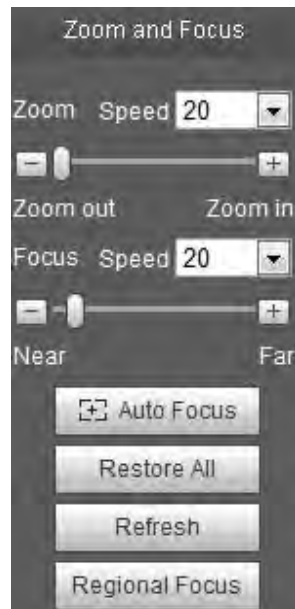 Zoom and Focus
Zoom Speed 20
Zoom out Zoom in
Focus Speed 20
Near Far
Auto Focus
Restore All
Refresh
Regional Focus